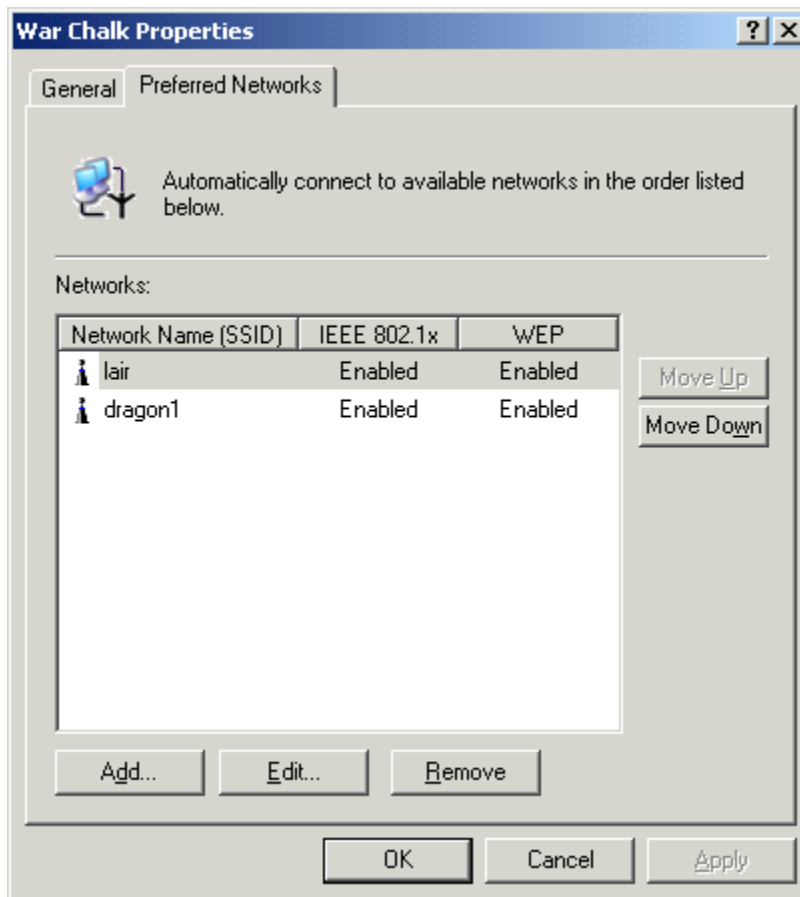 War Chalk Properties
General Preferred Networks
Automatically connect to available networks in the order listed
below.
Networks:
Network Name (SSID) IEEE 802.1x WEP
lair Enabled Enabled
dragon1 Enabled Enabled
Move Up
Move Down
Add... Edit... Remove
OK Cancel Apply